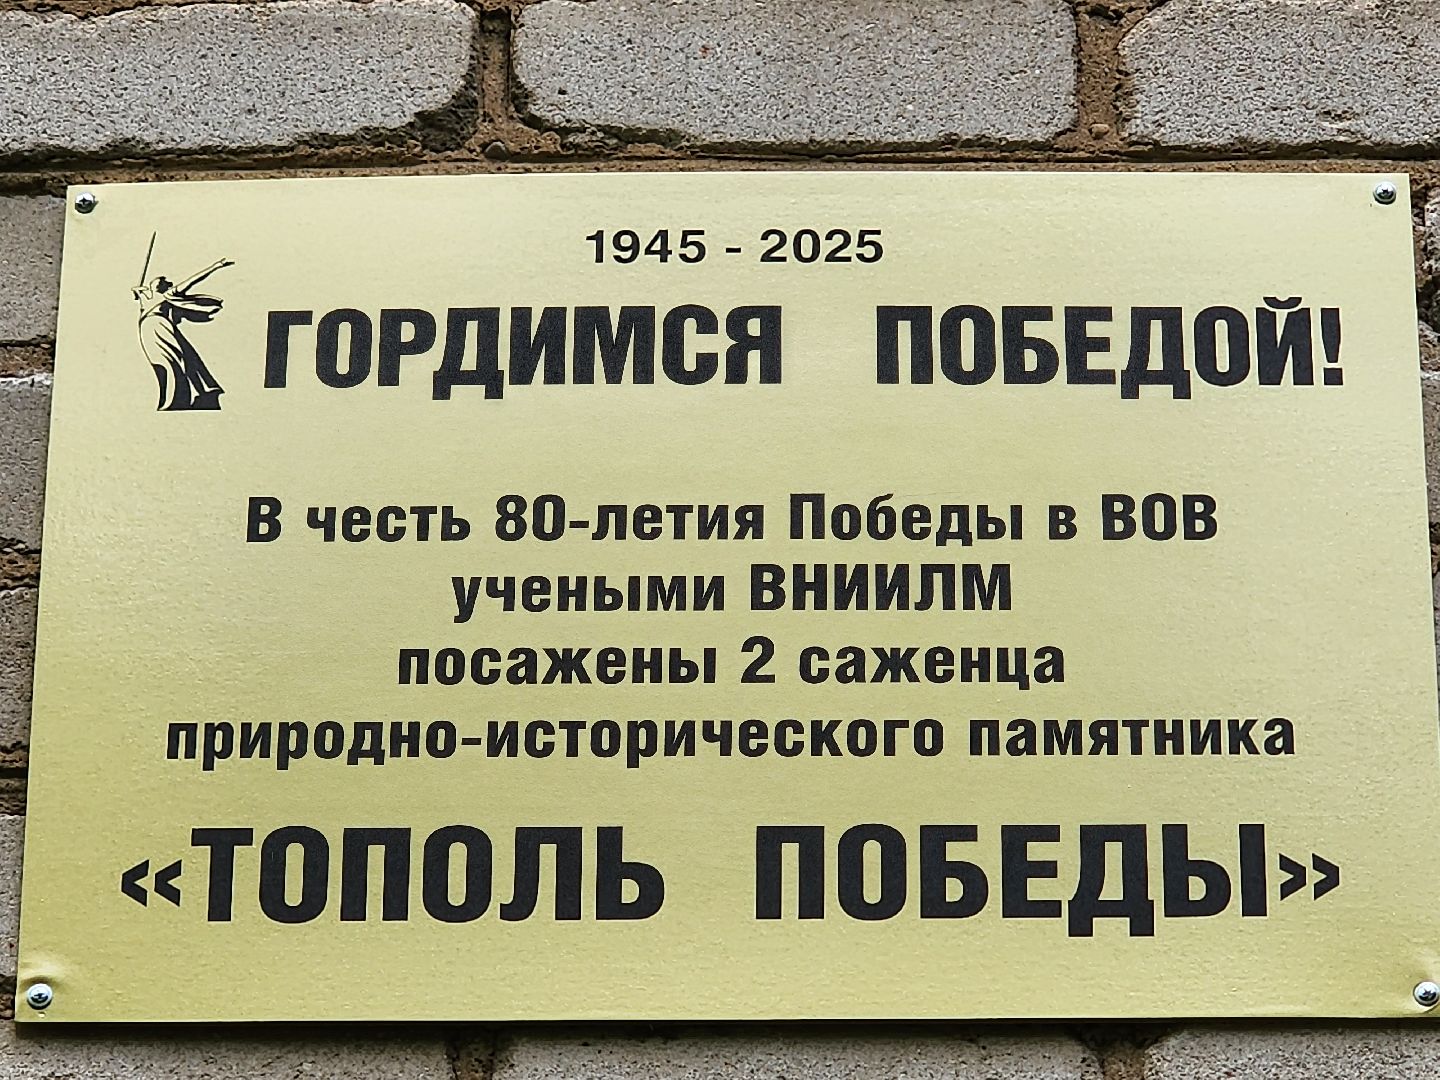 1945 - 2025
ГОРДИМСЯ ПОБЕДОЙ!
В честь 80-летия Победы в ВОВ
учеными ВНИИЛМ
посажены 2 саженца
природно-исторического памятника
«ТОПОЛЬ ПОБЕДЫ»